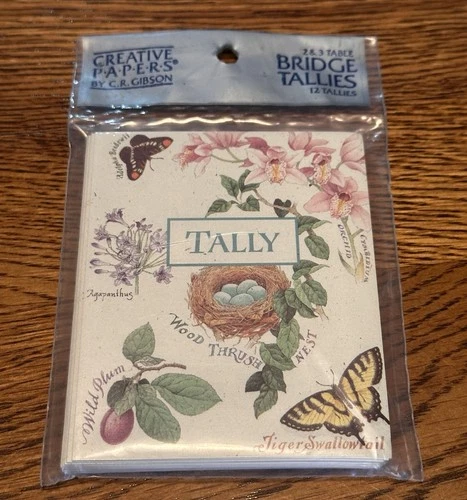 CREATIVE
P·A·P·E·R·S®
BY C.R. GIBSON
2 & 3 TABLE
BRIDGE
TALLIES
12 TALLIES
TALLY
Agapanthus
WOOD THRUSH NEST
Wild Plum
Tiger Swallowtail